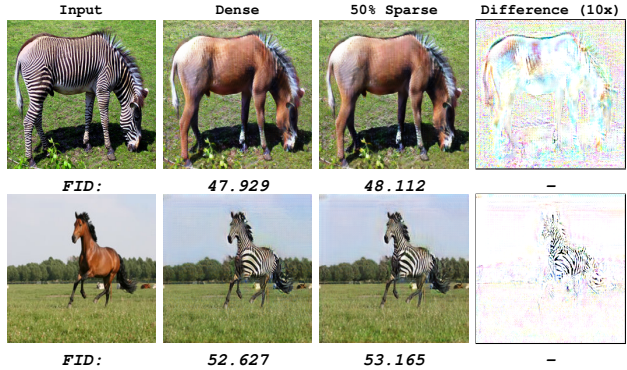 Input Dense 50% Sparse Difference (10x)
FID: 47.929 48.112 –
FID: 52.627 53.165 –